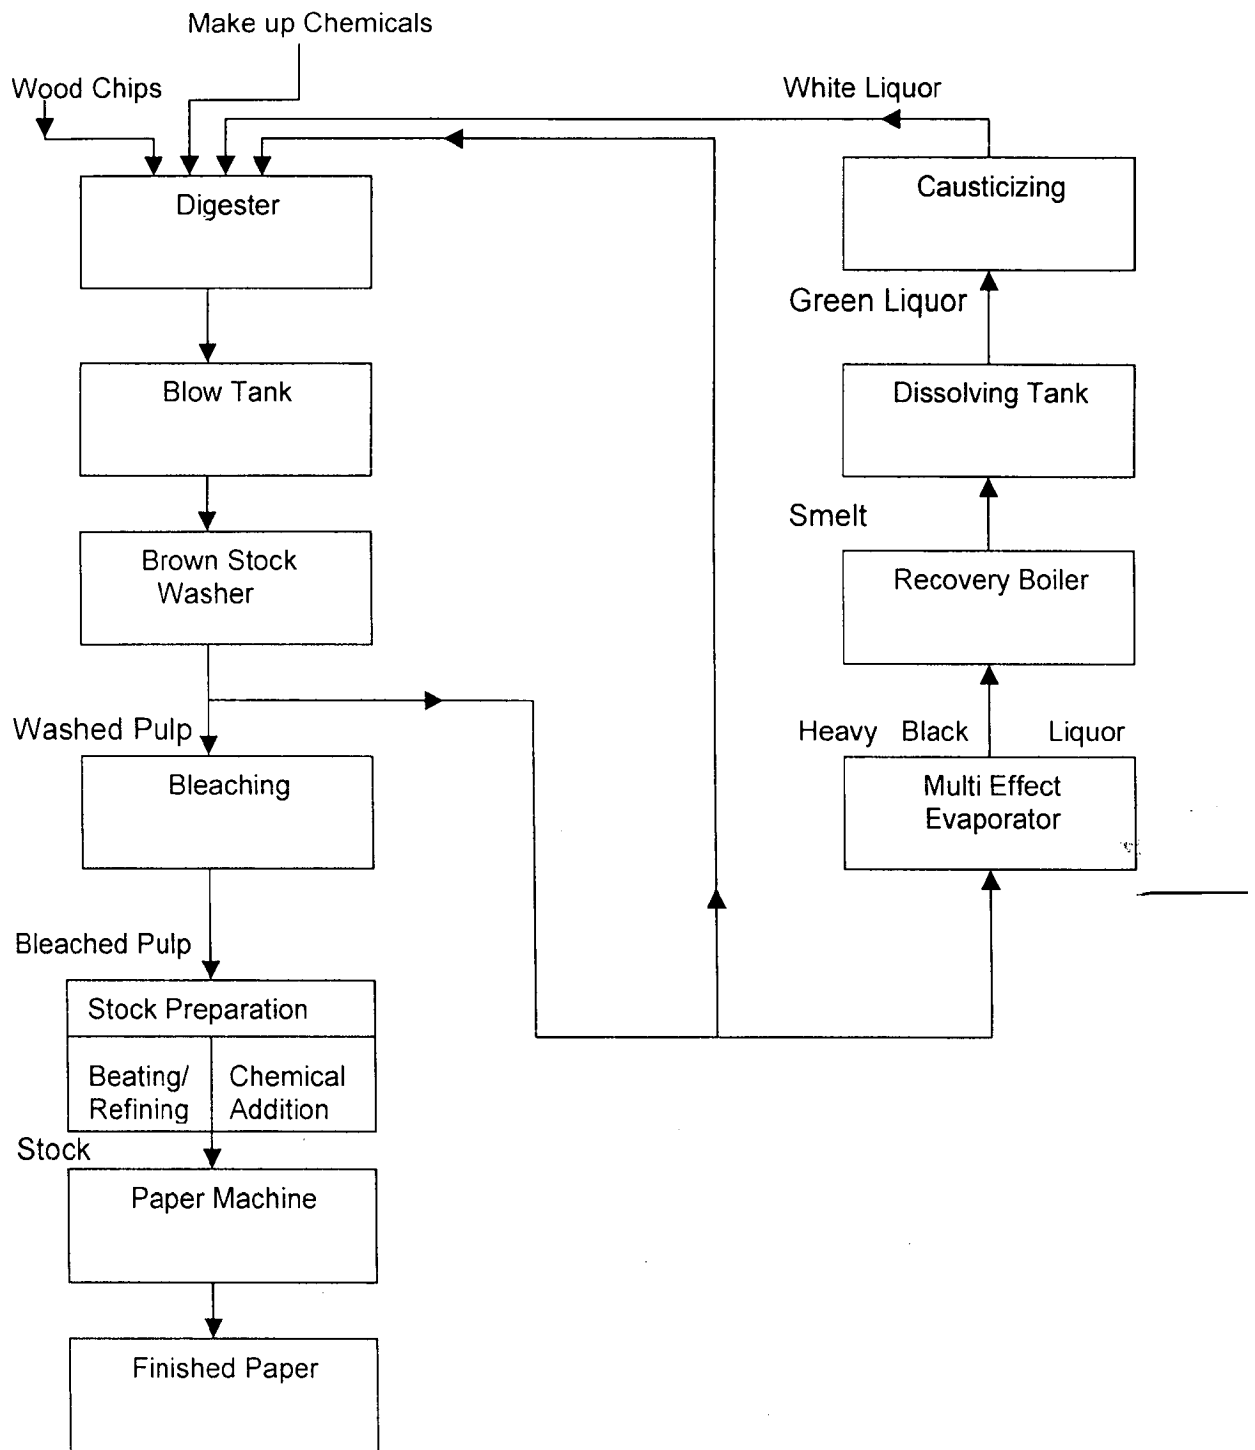 Make up Chemicals
Wood Chips
White Liquor
Digester
Causticizing
Green Liquor
Blow Tank
Dissolving Tank
Smelt
Brown Stock
Washer
Recovery Boiler
Washed Pulp
Heavy Black Liquor
Bleaching
Multi Effect
Evaporator
Bleached Pulp
Stock Preparation
Beating/
Refining
Chemical
Addition
Stock
Paper Machine
Finished Paper